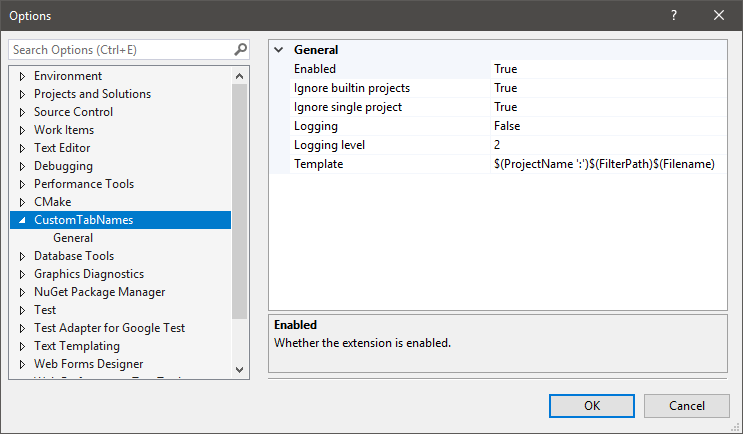 Options
?
Search Options (Ctrl+E)
Environment
Projects and Solutions
Source Control
Work Items
Text Editor
Debugging
Performance Tools
CMake
CustomTabNames
General
Database Tools
Graphics Diagnostics
NuGet Package Manager
Test
Test Adapter for Google Test
Text Templating
Web Forms Designer
General
Enabled True
Ignore builtin projects True
Ignore single project True
Logging False
Logging level 2
Template $(ProjectName ':')$(FilterPath)$(Filename)
Enabled
Whether the extension is enabled.
OK Cancel